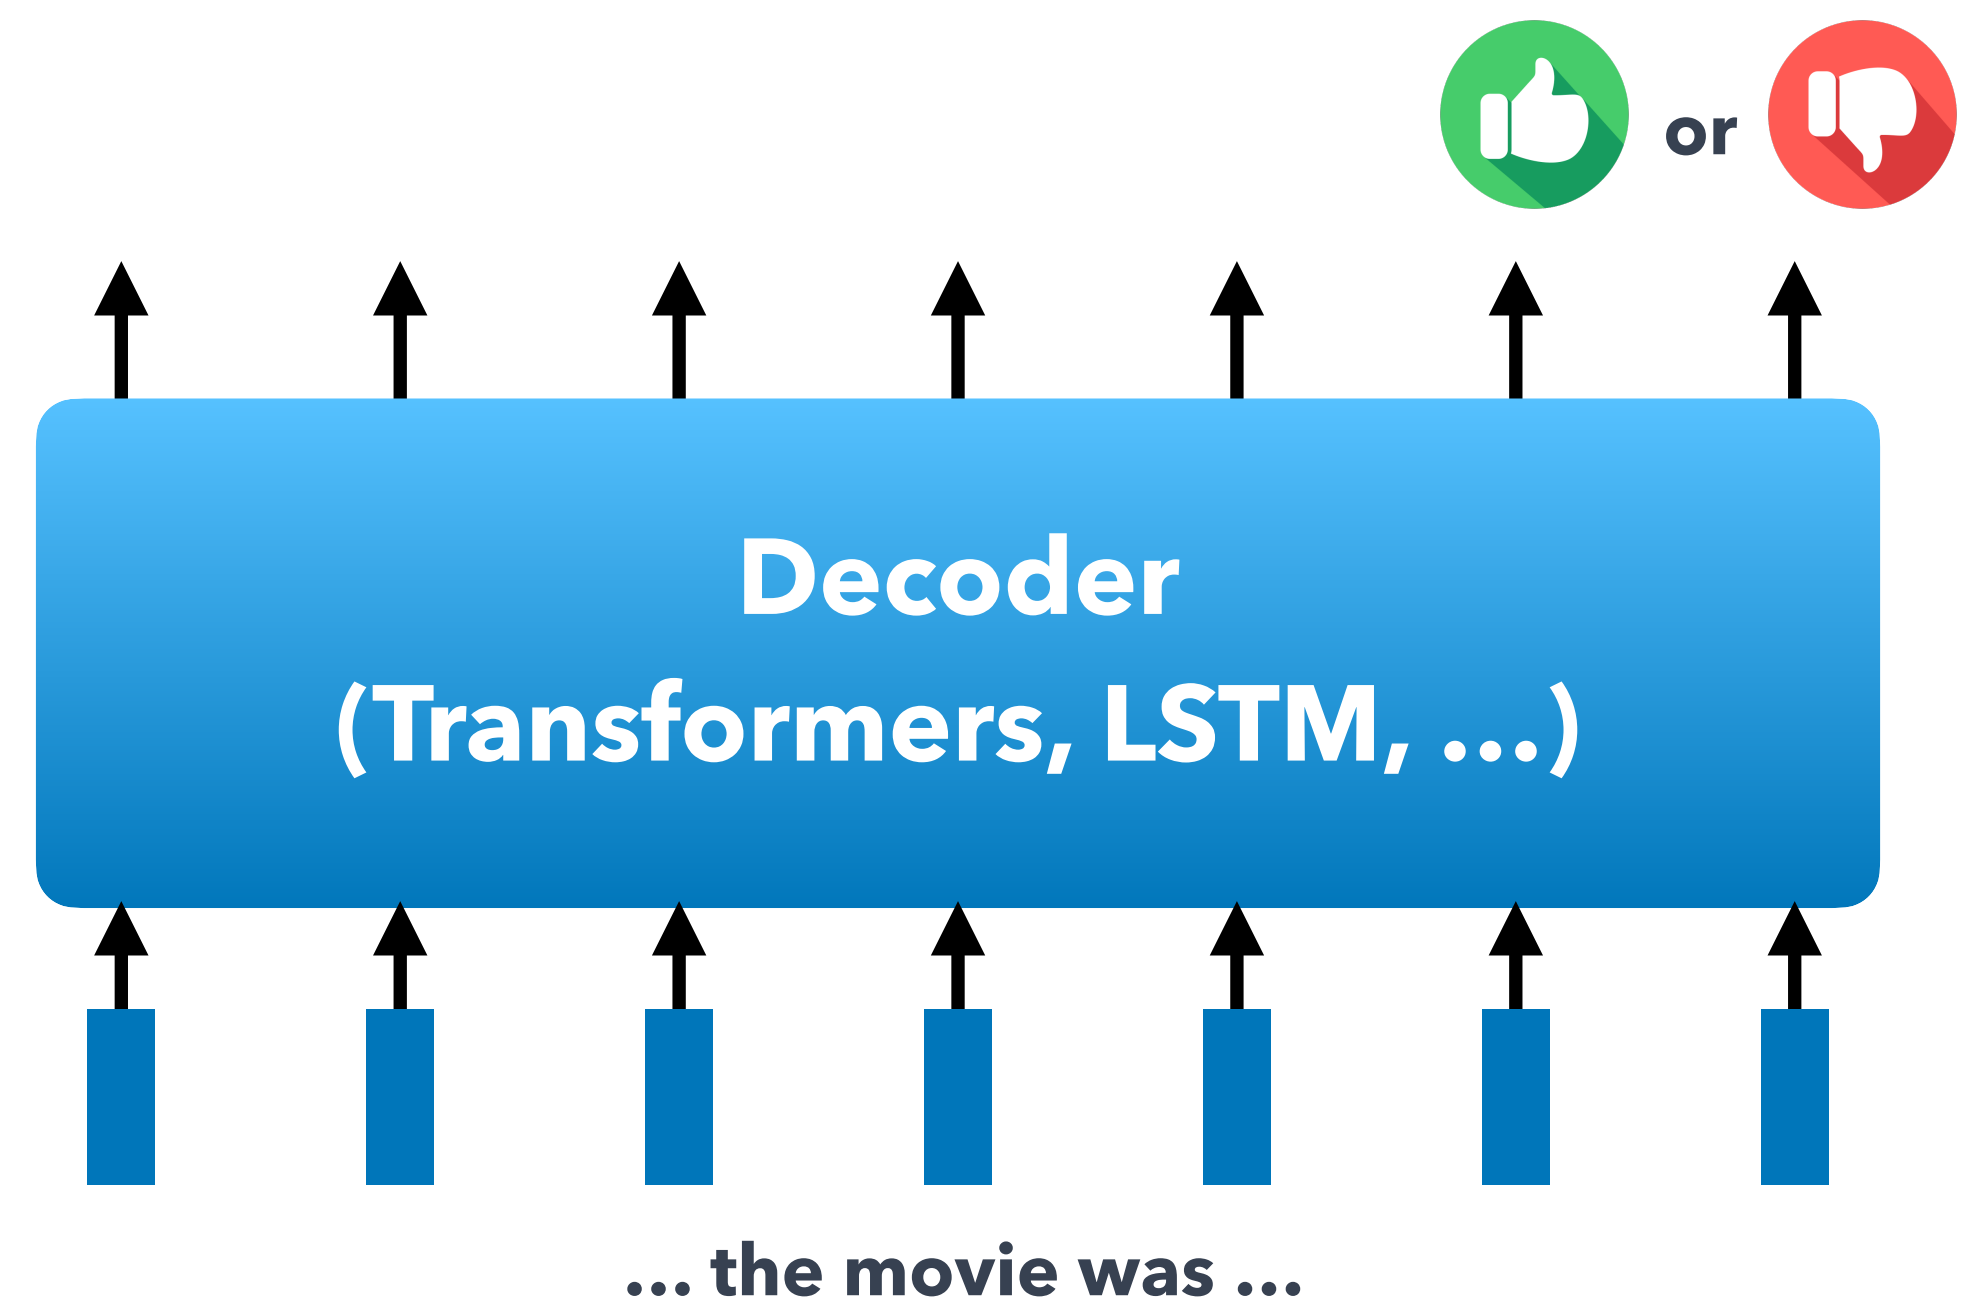 or
Decoder
(Transformers, LSTM, ...)
... the movie was ...